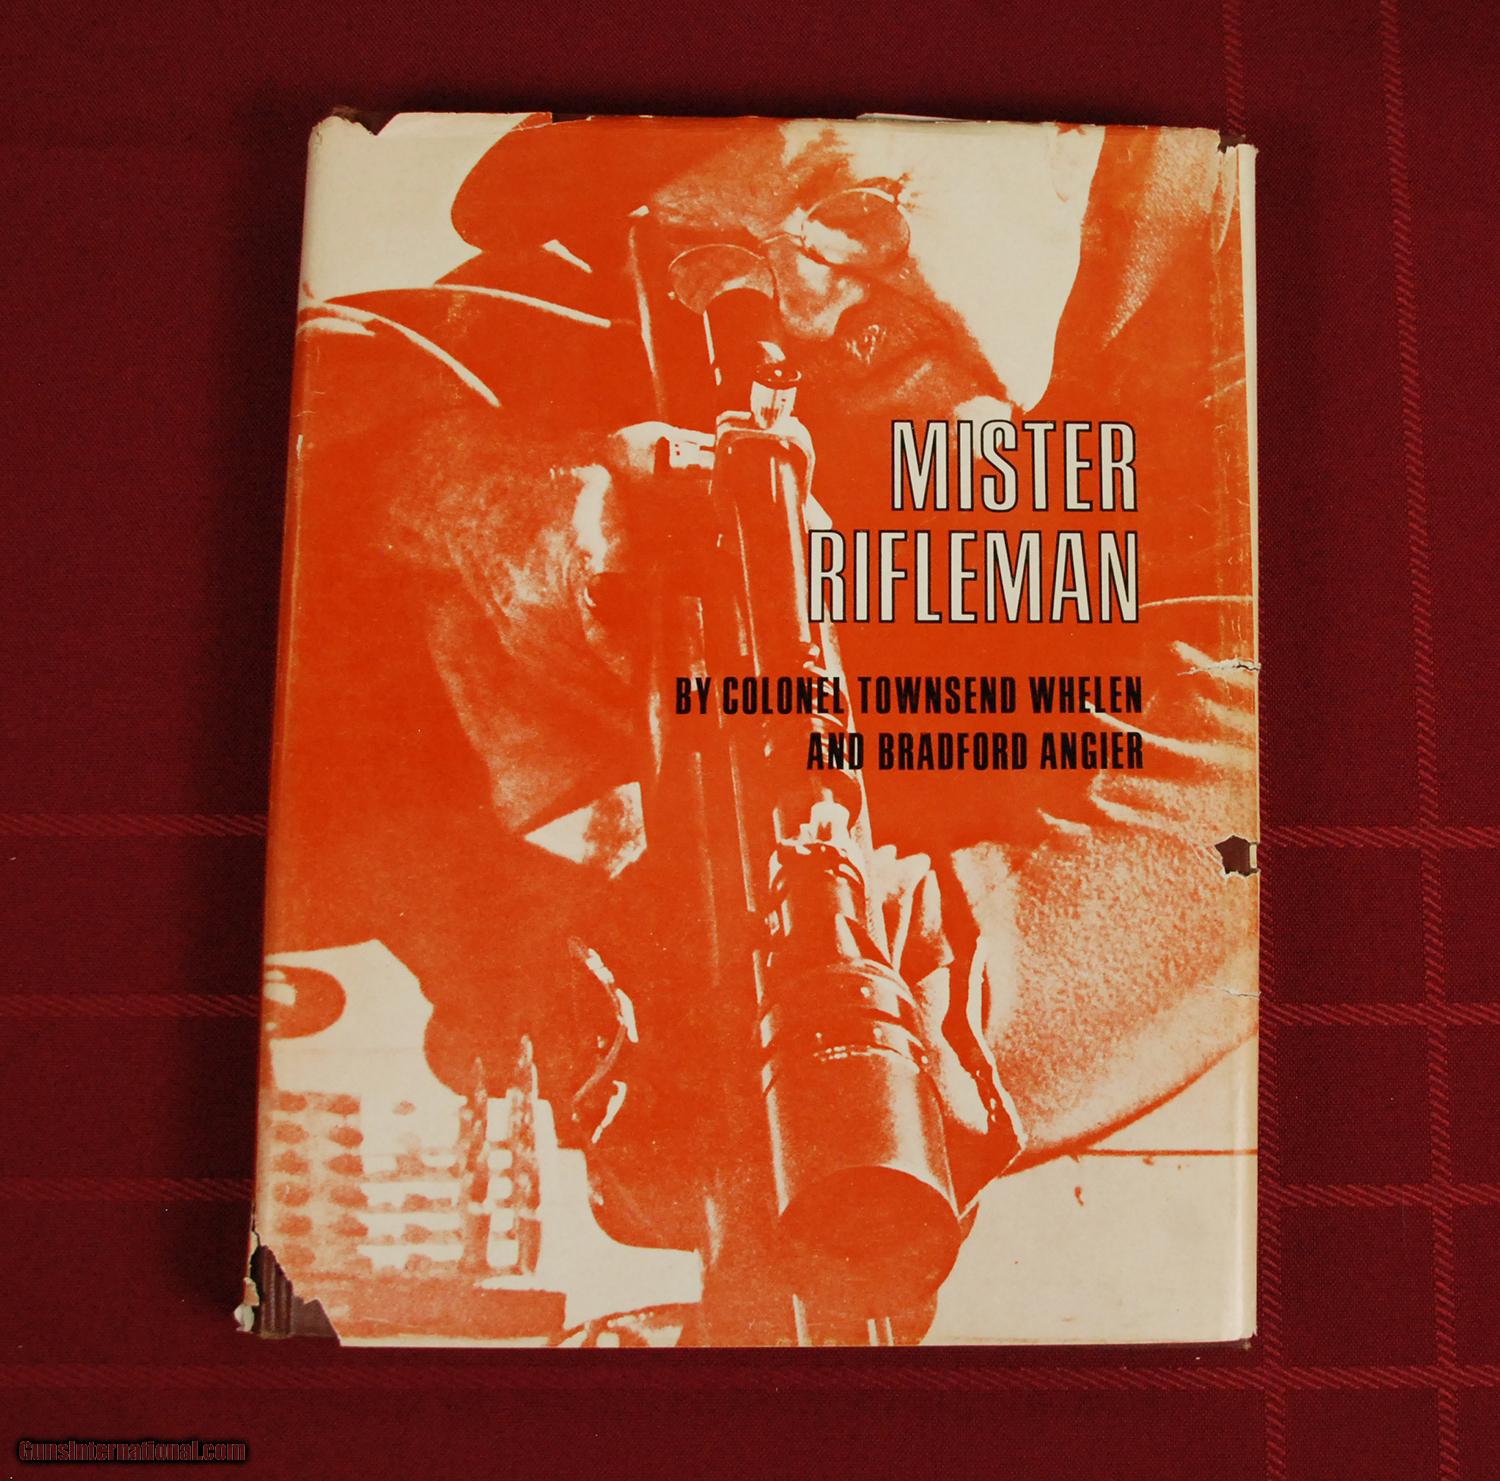 MISTER
RIFLEMAN
BY COLONEL TOWNSEND WHELEN
AND BRADFORD ANGIER
GunsInternational.com